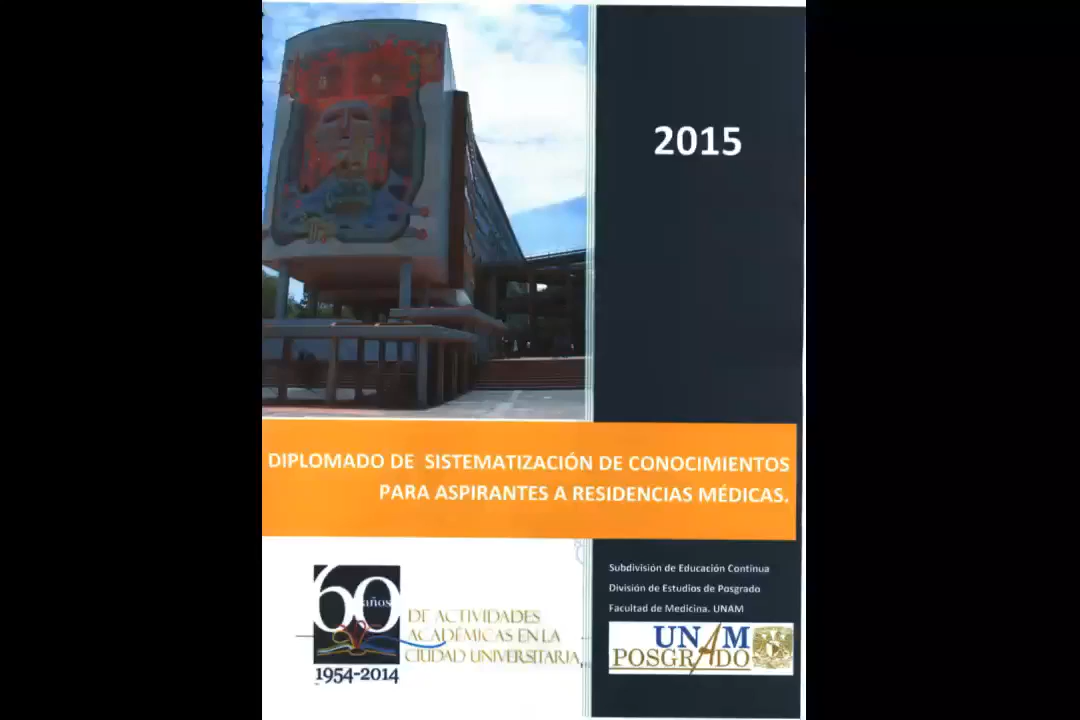 2015
DIPLOMADO DE SISTEMATIZACIÓN DE CONOCIMIENTOS
PARA ASPIRANTES A RESIDENCIAS MÉDICAS.
60
años
DE ACTIVIDADES
ACADÉMICAS EN LA
CIUDAD UNIVERSITARIA
1954-2014
Subdivisión de Educación Continua
División de Estudios de Posgrado
Facultad de Medicina. UNAM
UNAM
POSGRADO